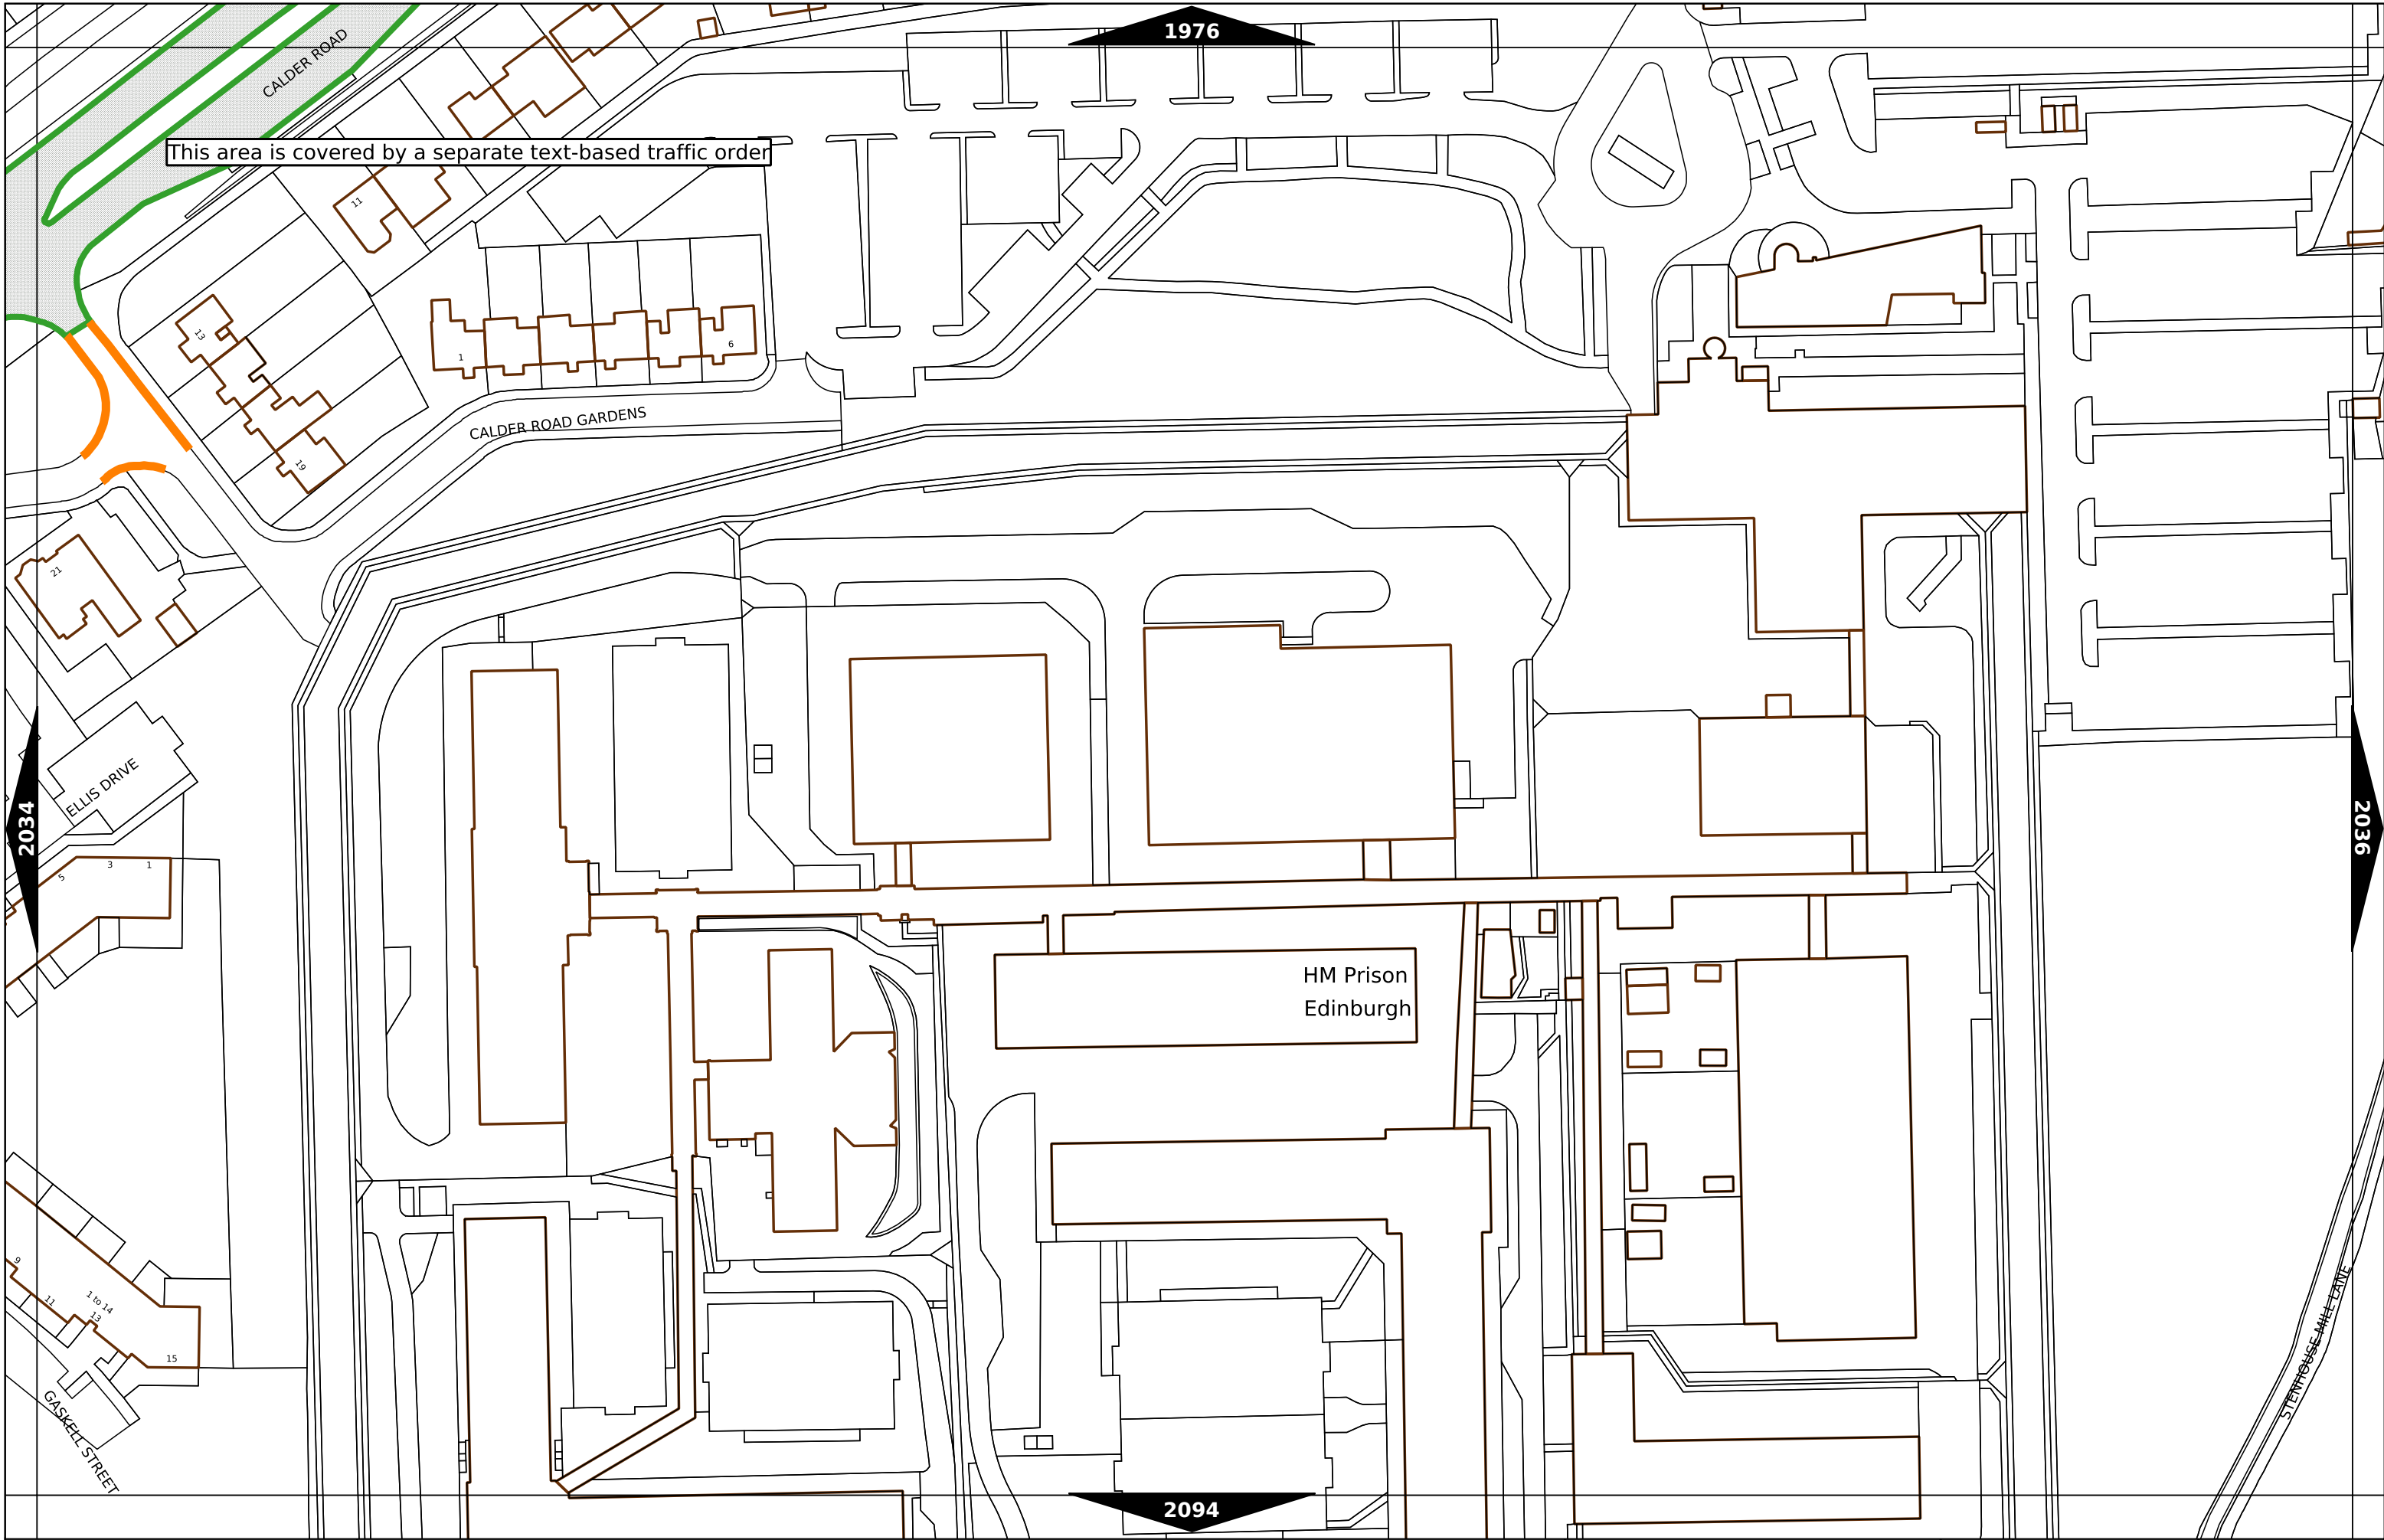 1976
CALDER ROAD
This area is covered by a separate text-based traffic order
11
13
1
6
CALDER ROAD GARDENS
19
21
ELLIS DRIVE
2034
2036
3
1
5
HM Prison
Edinburgh
9
11
1 to 14
13
15
GASKELL STREET
STENHOUSE MILL LANE
2094